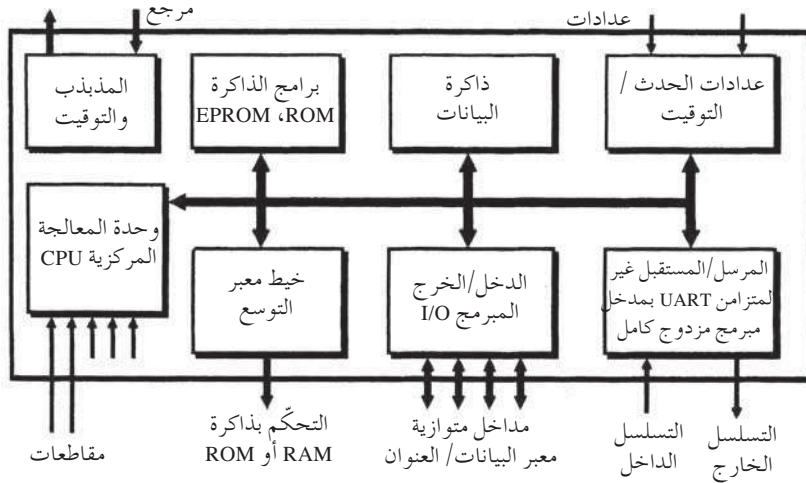 عدادات
مرجع
عدادات الحدث /
التوقيت
ذاكرة
البيانات
برامج الذاكرة
EPROM ،ROM
المذبذب
والتوقيت
وحدة المعالجة
المركزية CPU
المرسل/المستقبل غير
لمتزامن UART بمدخل
مبرمج مزدوج كامل
الدخل/الخرج
المبرمج I/O
خيط معبر
التوسع
التسلسل
الخارج
التسلسل
الداخل
مداخل متوازية
معبر البيانات/ العنوان
التحكّم بذاكرة
RAM أو ROM
مقاطعات